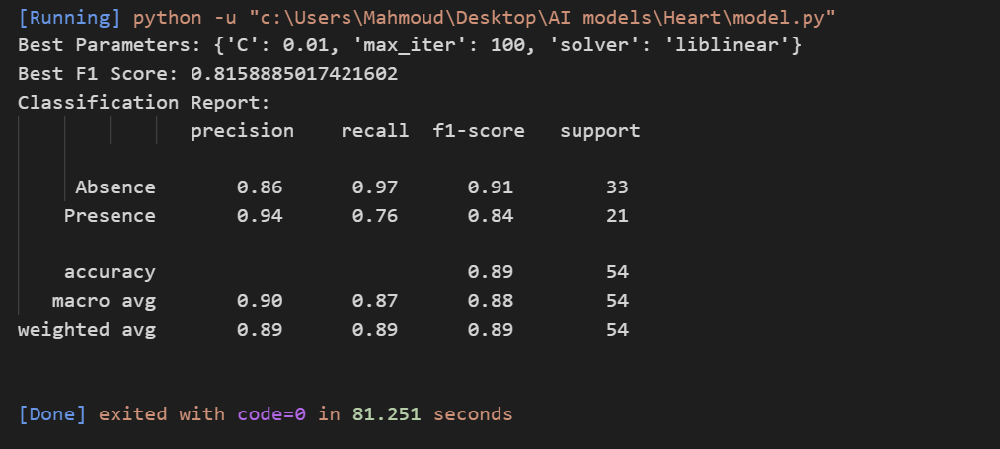 [Running] python -u "c:\Users\Mahmoud\Desktop\AI models\Heart\model.py"
Best Parameters: {'C': 0.01, 'max_iter': 100, 'solver': 'liblinear'}
Best F1 Score: 0.8158885017421602
Classification Report:
               precision    recall  f1-score   support

     Absence       0.86      0.97      0.91        33
    Presence       0.94      0.76      0.84        21

    accuracy                           0.89        54
   macro avg       0.90      0.87      0.88        54
weighted avg       0.89      0.89      0.89        54

[Done] exited with code=0 in 81.251 seconds